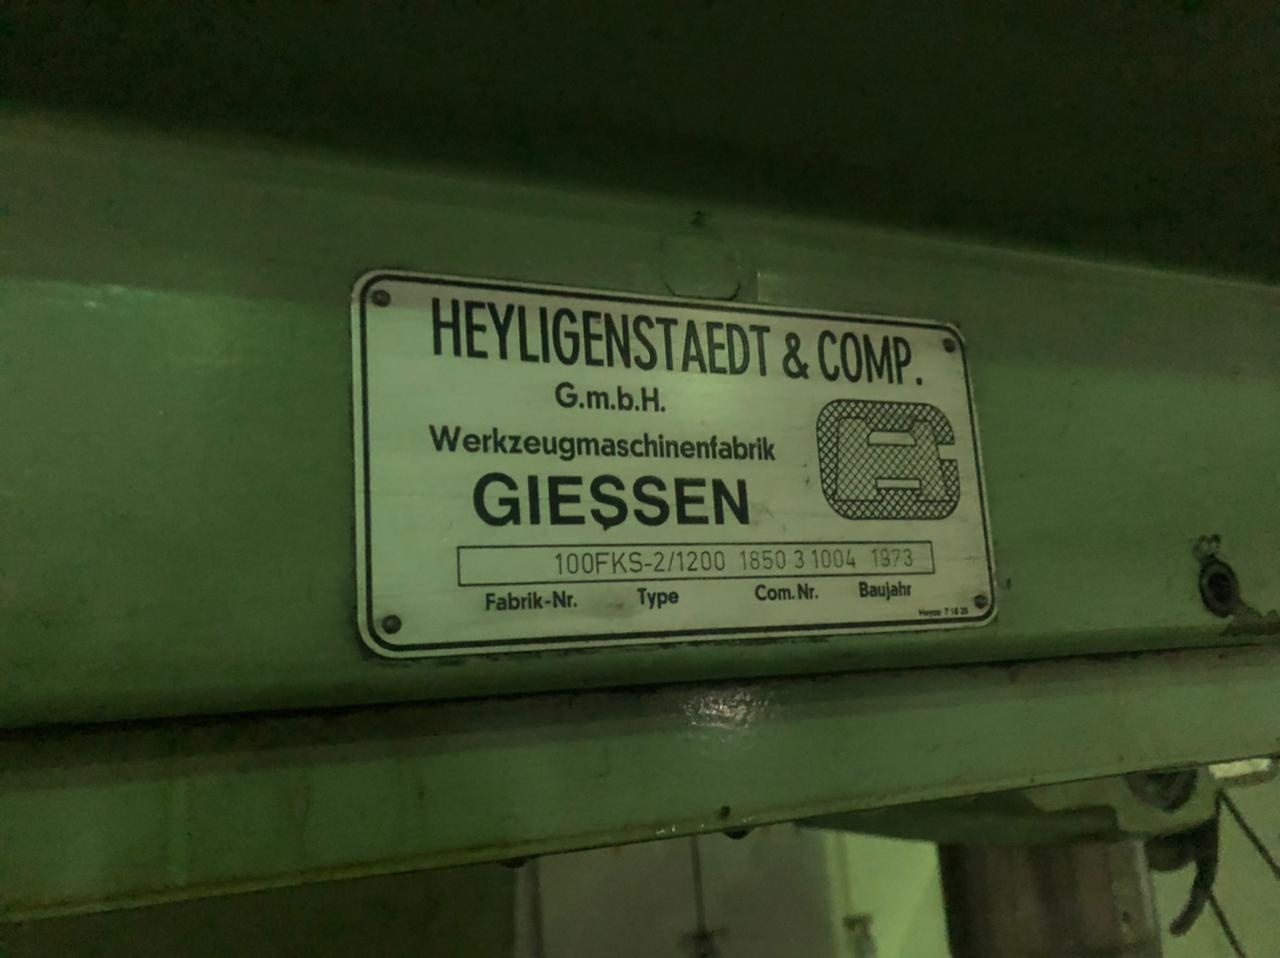 HEYLIGENSTAEDT & COMP.
G.m.b.H.
Werkzeugmaschinenfabrik
GIESSEN
100FKS-2/1200 1850 3 1004 1973
Fabrik-Nr. Type Com.Nr. Baujahr